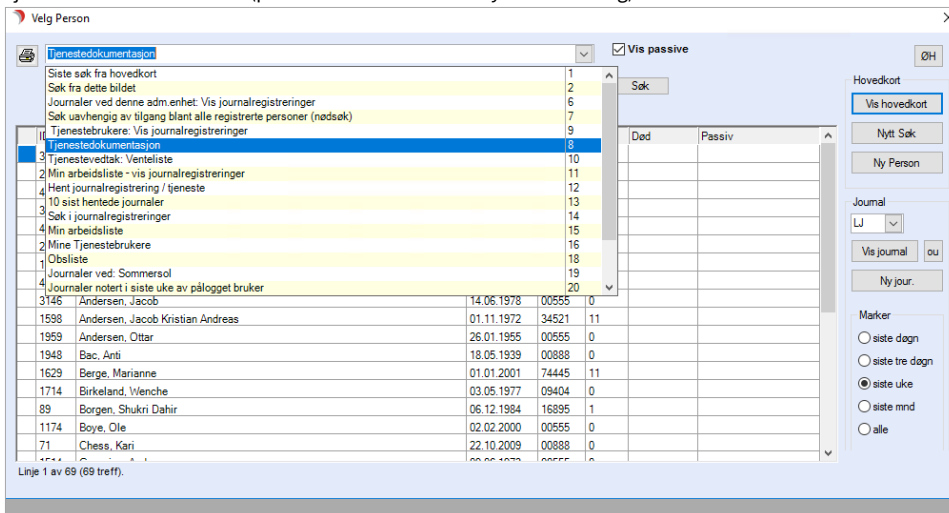 Velg Person
Tjenestedokumentasjon
Vis passive
ØH
Siste søk fra hovedkort 1
Søk fra dette bildet 2
Søk
Hovedkort
Journaler ved denne adm.enhet: Vis journalregistreringer 6
Vis hovedkort
Søk uavhengig av tilgang blant alle registrerte personer (nødsøk) 7
Tjenestebrukere: Vis journalregistreringer 9
Død Passiv
Nytt Søk
Tjenestedokumentasjon 8
Tjenestevedtak: Venteliste 10
Ny Person
Min arbeidsliste - vis journalregistreringer 11
Hent journalregistrering / tjeneste 12
10 sist hentede journaler 13
Journal
Søk i journalregistreringer 14
LJ
Min arbeidsliste 15
Mine Tjenestebrukere 16
Vis journal ou
Obsliste 18
Journaler ved: Sommersol 19
Ny jour.
Journaler notert i siste uke av pålogget bruker 20
3146 Andersen, Jacob 14.06.1978 00555 0
1598 Andersen, Jacob Kristian Andreas 01.11.1972 34521 11
Marker
1959 Andersen, Ottar 26.01.1955 00555 0
siste døgn
1948 Bac, Anti 18.05.1939 00888 0
siste tre døgn
1629 Berge, Marianne 01.01.2001 74445 11
1714 Birkeland, Wenche 03.05.1977 09404 0
siste uke
89 Borgen, Shukri Dahir 06.12.1984 16895 1
siste mnd
1174 Boye, Ole 02.02.2000 00555 0
alle
71 Chess, Kari 22.10.2009 00888 0
Linje 1 av 69 (69 treff).